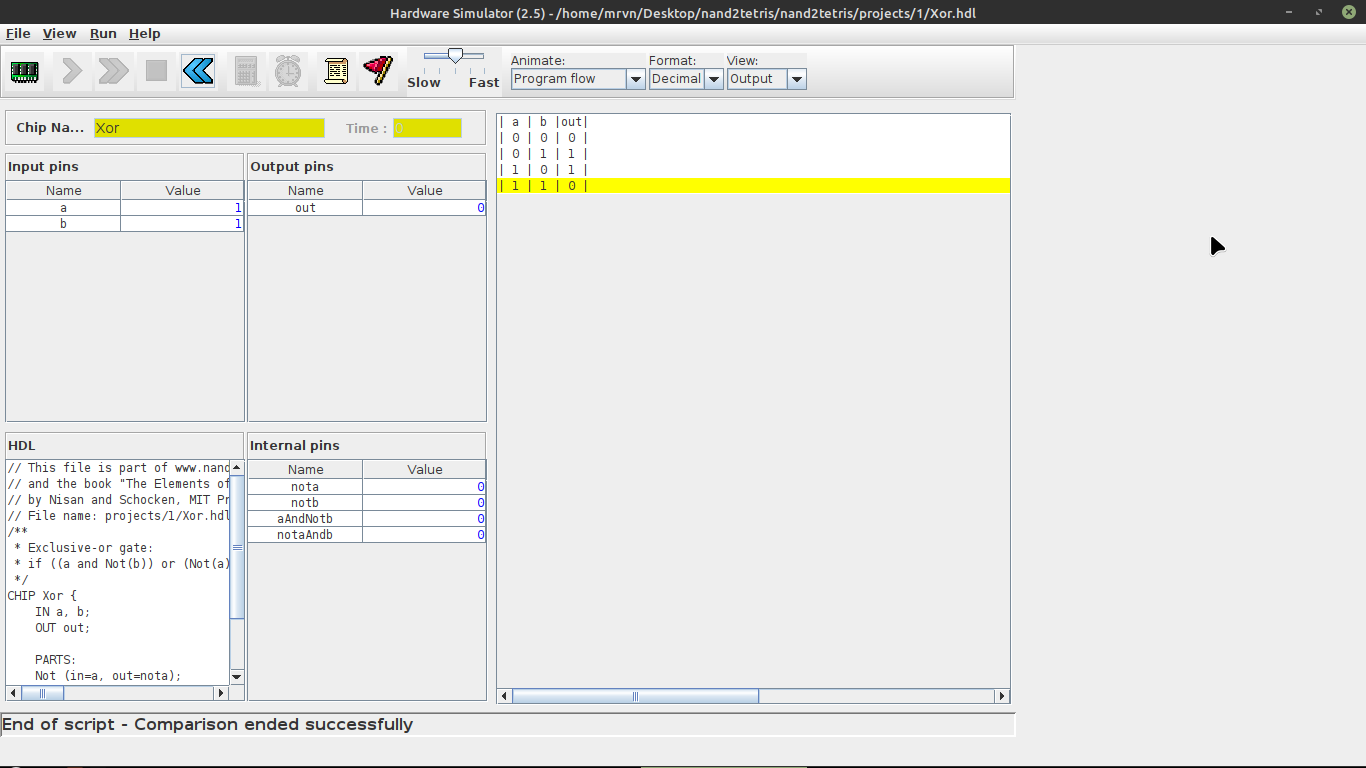 Hardware Simulator (2.5) - /home/mrvn/Desktop/nand2tetris/nand2tetris/projects/1/Xor.hdl
File View Run Help
Slow Fast
Animate: Format: View:
Program flow Decimal Output
Chip Na... Xor Time : 0
Input pins
Name Value
a 1
b 1
Output pins
Name Value
out 0
| a | b |out|
| 0 | 0 | 0 |
| 0 | 1 | 1 |
| 1 | 0 | 1 |
| 1 | 1 | 0 |
HDL
// This file is part of www.nand
// and the book "The Elements of
// by Nisan and Schocken, MIT Pr
// File name: projects/1/Xor.hdl
/**
* Exclusive-or gate:
* if ((a and Not(b)) or (Not(a)
*/
CHIP Xor {
IN a, b;
OUT out;
PARTS:
Not (in=a, out=nota);
Internal pins
Name Value
nota 0
notb 0
aAndNotb 0
notaAndb 0
End of script - Comparison ended successfully